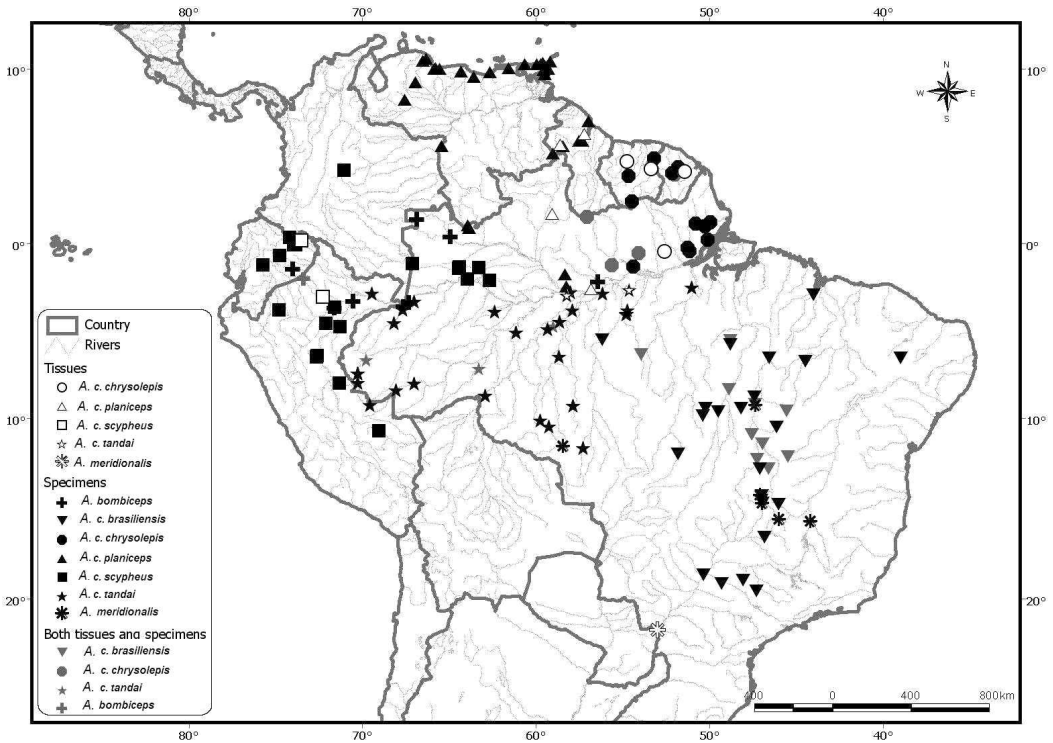 80° 70° 60° 50° 40°
10° 10°
N
W E
S
0° 0°
Country
Rivers
Tissues
A. c. chrysolepis
A. c. planiceps
A. c. scypheus
A. c. tandai
A. meridionalis
Specimens
A. bombiceps
A. c. brasiliensis
A. c. chrysolepis
A. c. planiceps
A. c. scypheus
A. c. tandai
A. meridionalis
Both tissues and specimens
A. c. brasiliensis
A. c. chrysolepis
A. c. tandai
A. bombiceps
10° 10°
20° 20°
400 0 400 800km
80° 70° 60° 50° 40°